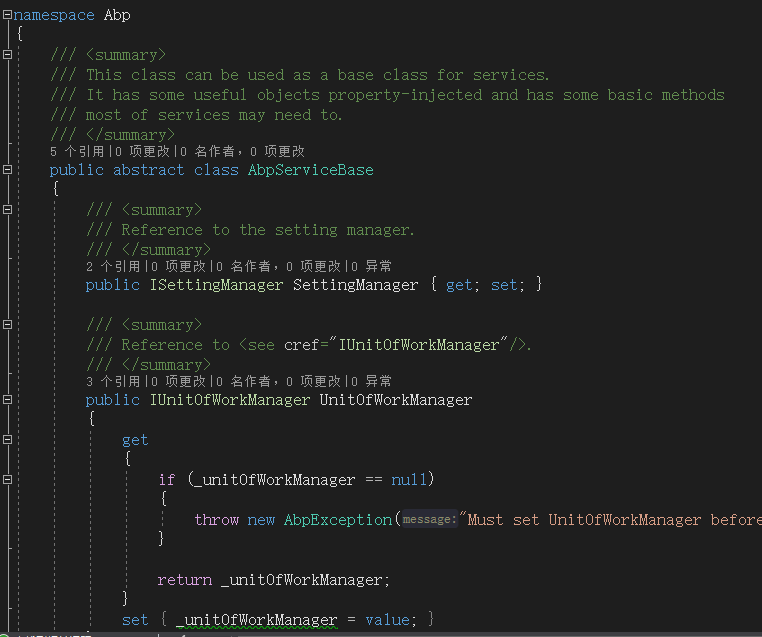 namespace Abp
{
/// <summary>
/// This class can be used as a base class for services.
/// It has some useful objects property-injected and has some basic methods
/// most of services may need to.
/// </summary>
5 个引用|0 项更改|0 名作者，0 项更改
public abstract class AbpServiceBase
{
/// <summary>
/// Reference to the setting manager.
/// </summary>
2 个引用|0 项更改|0 名作者，0 项更改|0 异常
public ISettingManager SettingManager { get; set; }
/// <summary>
/// Reference to <see cref="IUnitOfWorkManager"/>.
/// </summary>
3 个引用|0 项更改|0 名作者，0 项更改|0 异常
public IUnitOfWorkManager UnitOfWorkManager
{
get
{
if (_unitOfWorkManager == null)
{
throw new AbpException(message:"Must set UnitOfWorkManager before
}
return _unitOfWorkManager;
}
set { _unitOfWorkManager = value; }